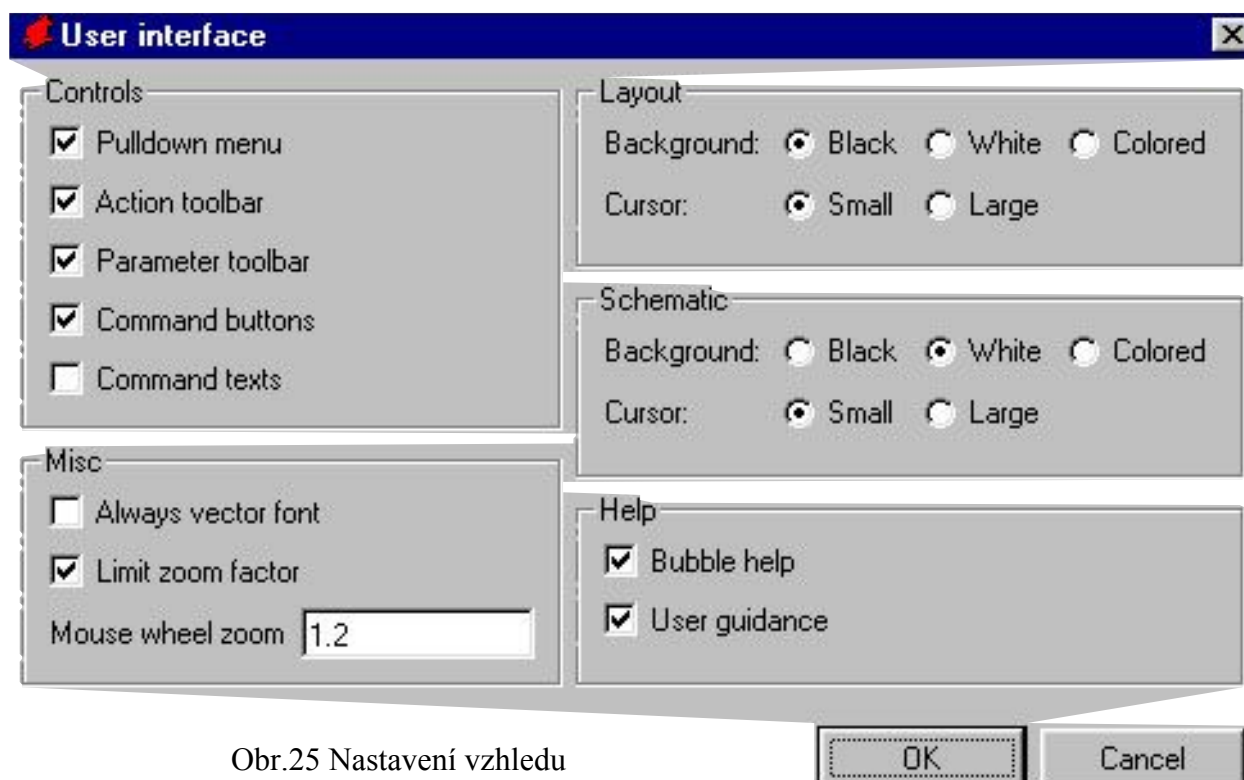 User interface
Controls
Pulldown menu
Action toolbar
Parameter toolbar
Command buttons
Command texts
Misc
Always vector font
Limit zoom factor
Mouse wheel zoom 1.2
Layout
Background: Black White Colored
Cursor: Small Large
Schematic
Background: Black White Colored
Cursor: Small Large
Help
Bubble help
User guidance
OK Cancel
Obr.25 Nastavení vzhledu